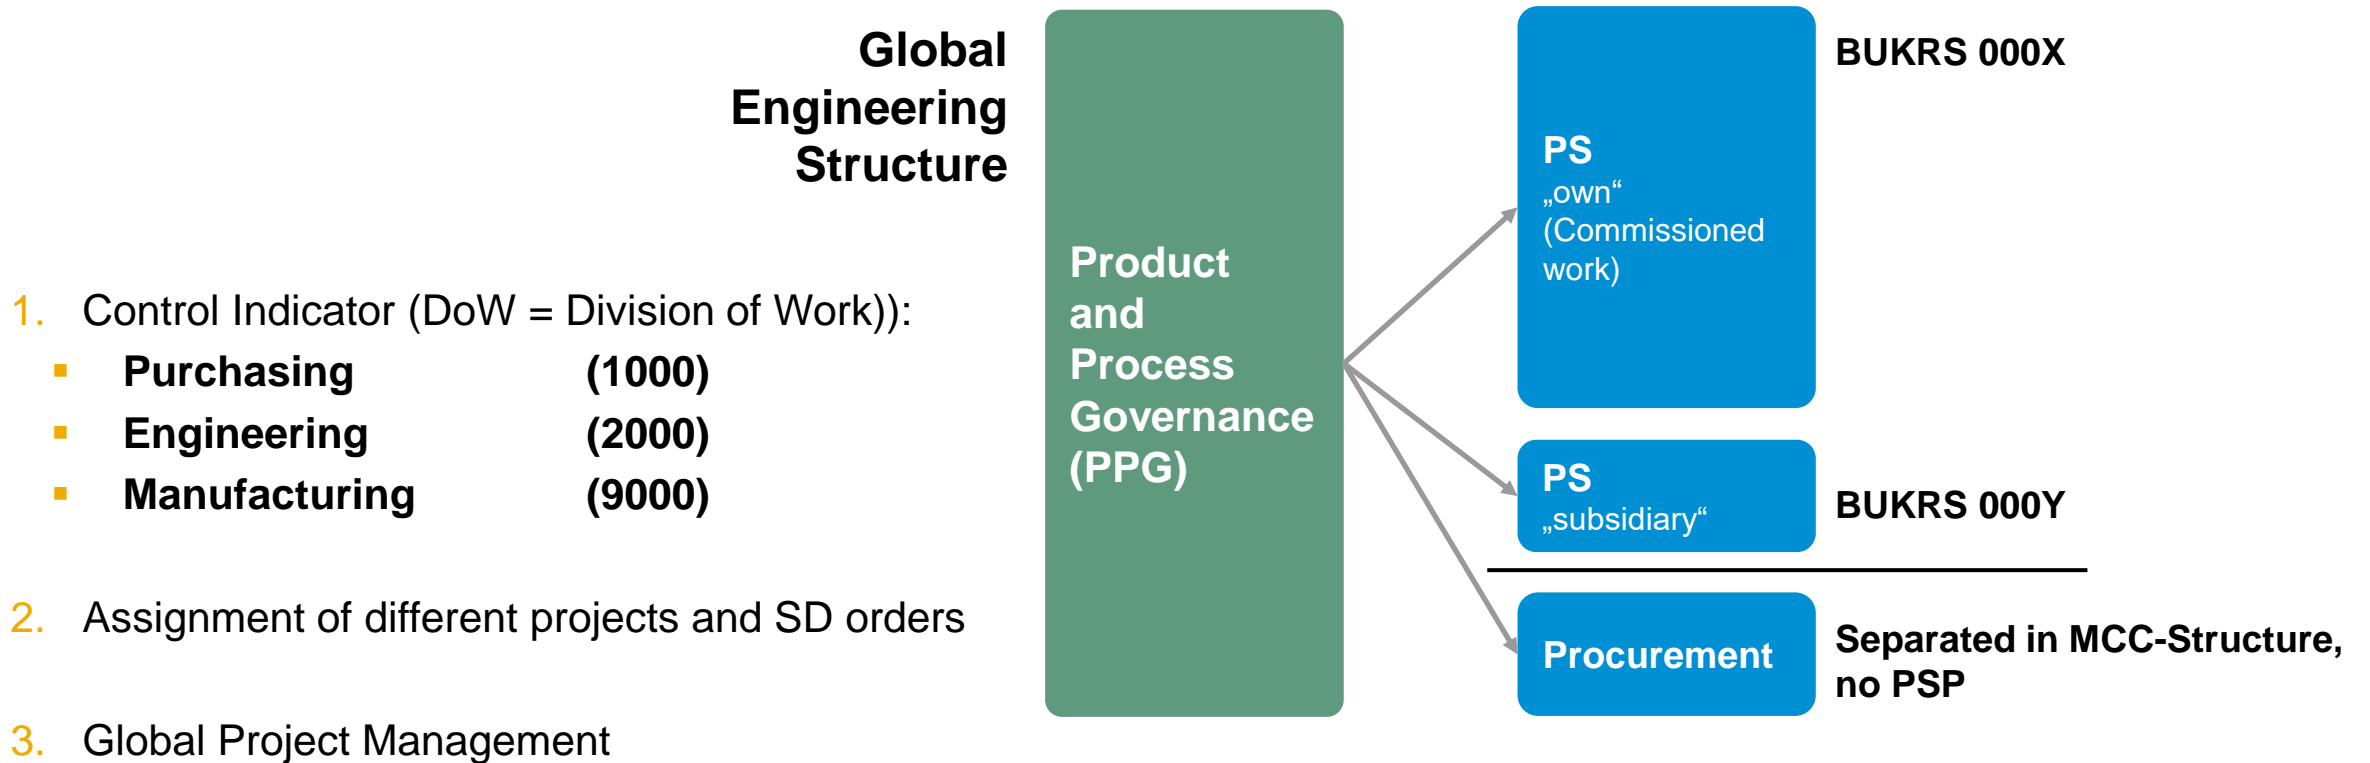 Global
Engineering
Structure
1. Control Indicator (DoW = Division of Work)):
▪ Purchasing (1000)
▪ Engineering (2000)
▪ Manufacturing (9000)
2. Assignment of different projects and SD orders
3. Global Project Management
Product
and
Process
Governance
(PPG)
PS
„own“
(Commissioned
work)
BUKRS 000X
PS
„subsidiary“
BUKRS 000Y
Procurement
Separated in MCC-Structure,
no PSP